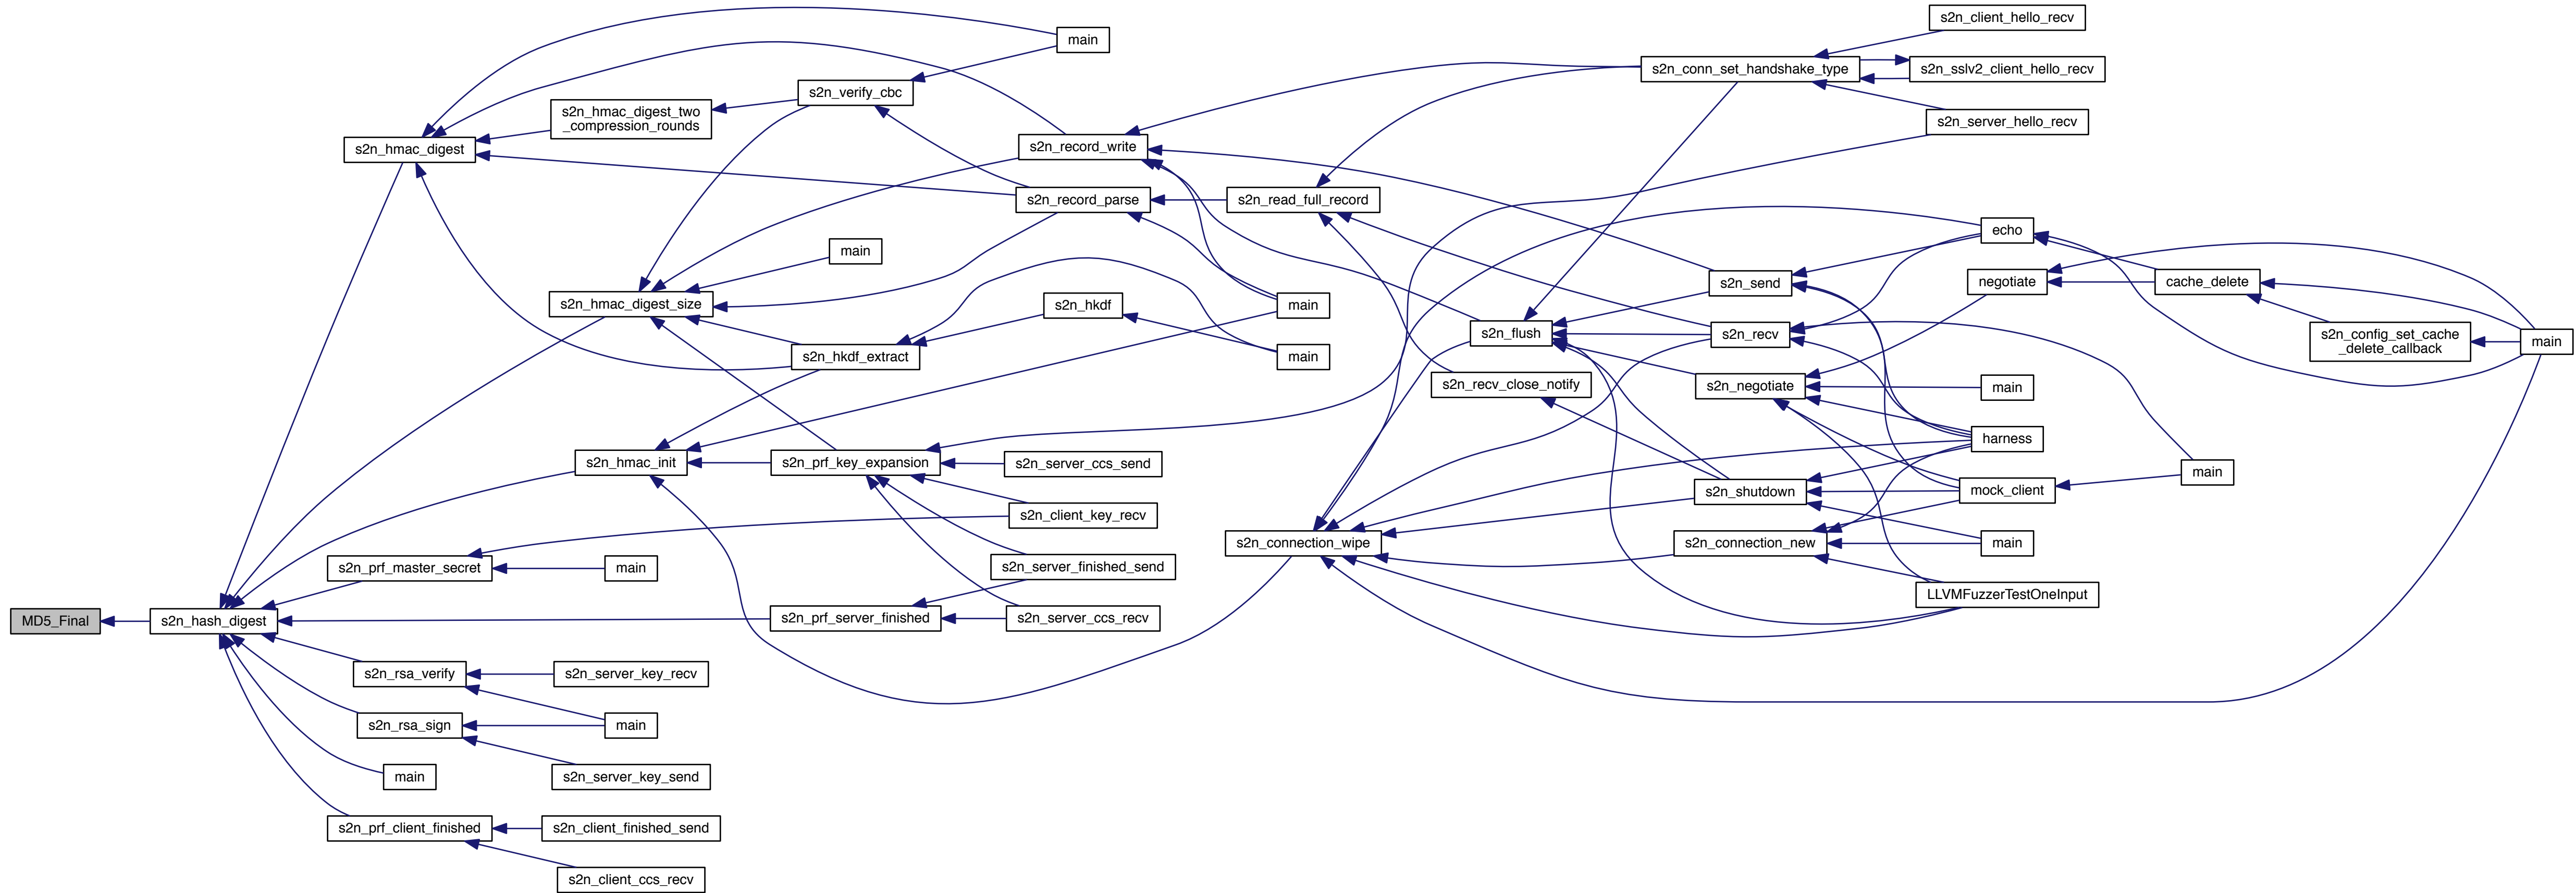 MD5_Final
s2n_hash_digest
s2n_hmac_digest
s2n_prf_master_secret
s2n_rsa_verify
s2n_rsa_sign
main
s2n_prf_client_finished
s2n_hmac_digest_two
_compression_rounds
s2n_hmac_digest_size
s2n_hmac_init
main
s2n_server_key_recv
main
s2n_server_key_send
s2n_client_finished_send
s2n_client_ccs_recv
s2n_verify_cbc
main
s2n_hkdf_extract
s2n_prf_key_expansion
s2n_prf_server_finished
main
s2n_record_write
s2n_record_parse
s2n_hkdf
s2n_server_ccs_send
s2n_client_key_recv
s2n_server_finished_send
s2n_server_ccs_recv
s2n_read_full_record
main
main
s2n_connection_wipe
s2n_flush
s2n_recv_close_notify
s2n_conn_set_handshake_type
s2n_send
s2n_recv
s2n_negotiate
s2n_shutdown
s2n_connection_new
s2n_client_hello_recv
s2n_sslv2_client_hello_recv
s2n_server_hello_recv
echo
negotiate
main
harness
mock_client
main
LLVMFuzzerTestOneInput
cache_delete
main
s2n_config_set_cache
_delete_callback
main